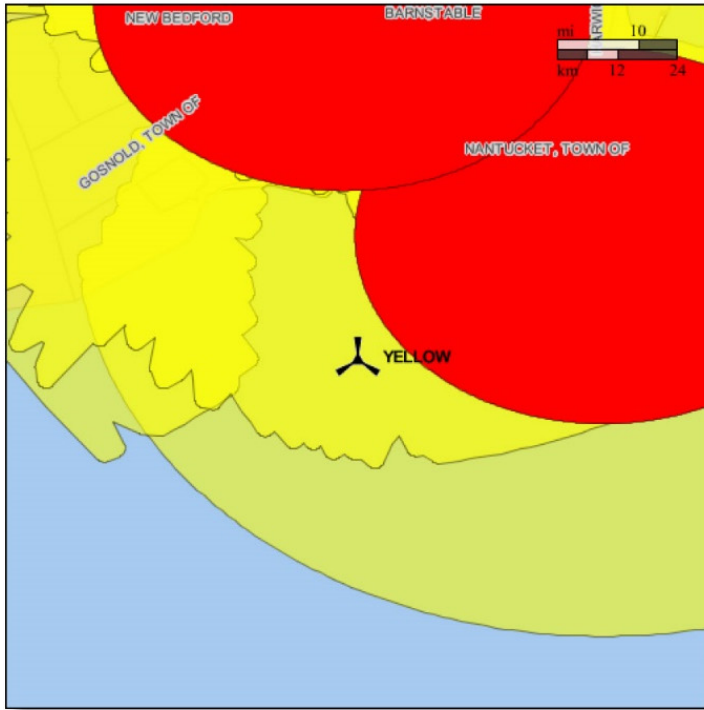 NEW BEDFORD
BARNSTABLE
mi 10
km 12 24
GOSNOLD, TOWN OF
NANTUCKET, TOWN OF
YELLOW